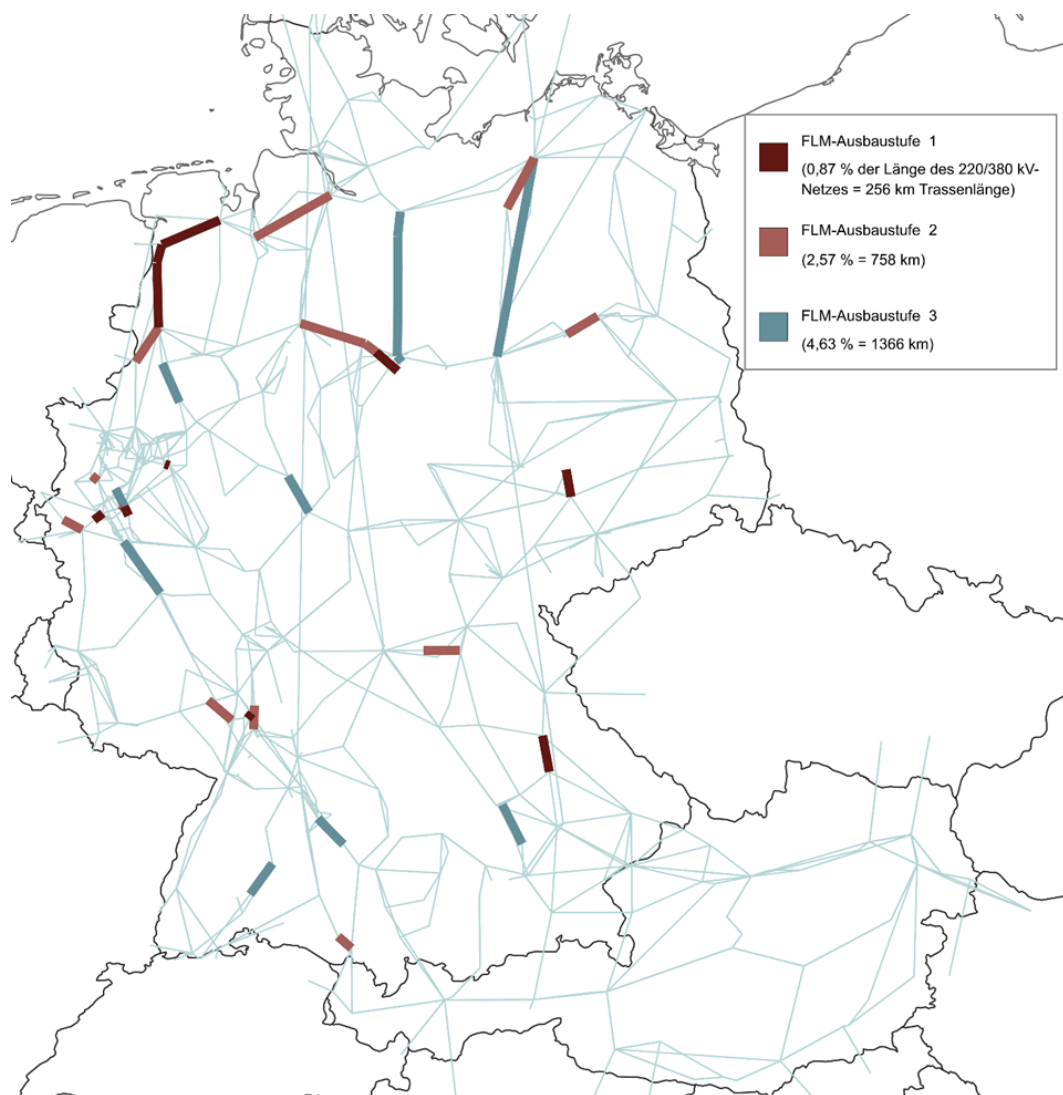 FLM-Ausbaustufe 1
(0,87 % der Länge des 220/380 kV-
Netzes = 256 km Trassenlänge)
FLM-Ausbaustufe 2
(2,57 % = 758 km)
FLM-Ausbaustufe 3
(4,63 % = 1366 km)